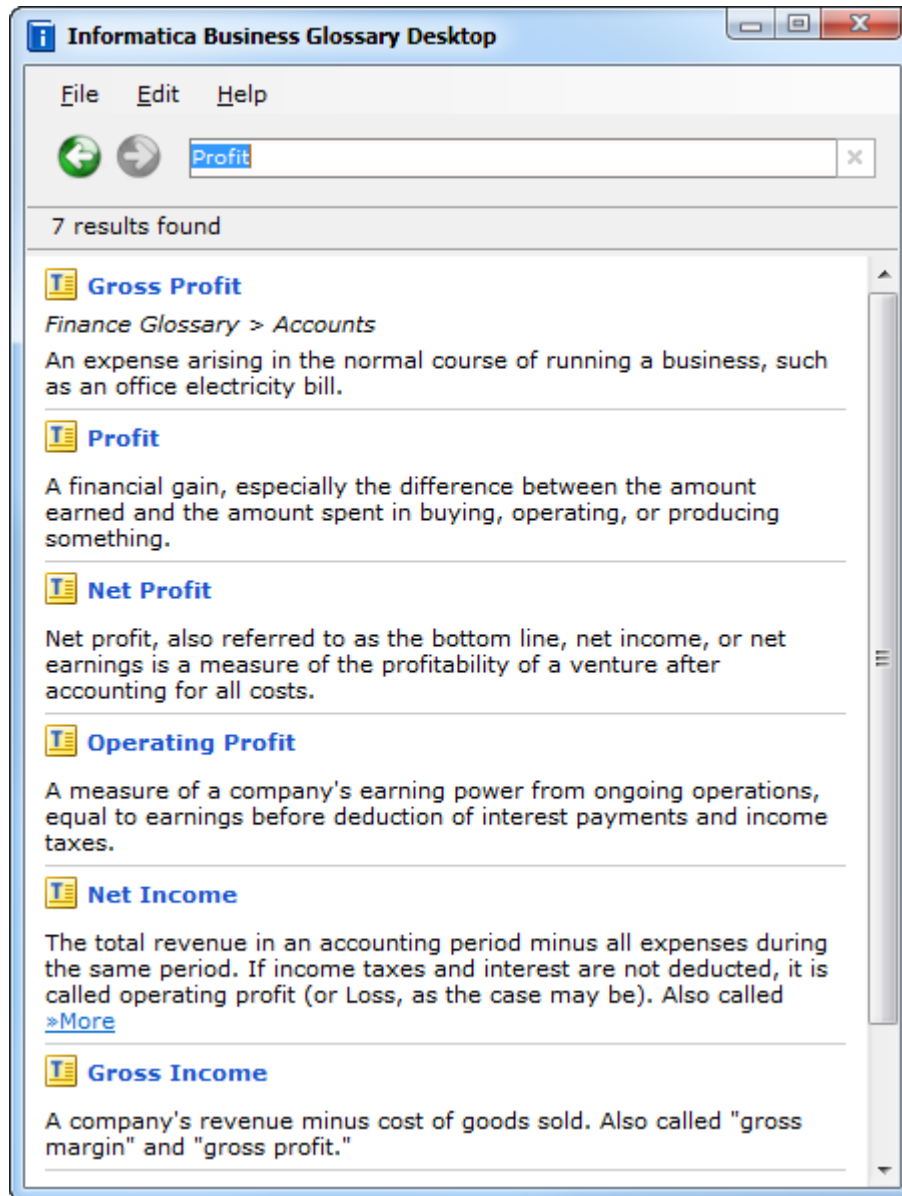 Informatica Business Glossary Desktop
File Edit Help
Profit
7 results found
Gross Profit
Finance Glossary > Accounts
An expense arising in the normal course of running a business, such
as an office electricity bill.
Profit
A financial gain, especially the difference between the amount
earned and the amount spent in buying, operating, or producing
something.
Net Profit
Net profit, also referred to as the bottom line, net income, or net
earnings is a measure of the profitability of a venture after
accounting for all costs.
Operating Profit
A measure of a company's earning power from ongoing operations,
equal to earnings before deduction of interest payments and income
taxes.
Net Income
The total revenue in an accounting period minus all expenses during
the same period. If income taxes and interest are not deducted, it is
called operating profit (or Loss, as the case may be). Also called
»More
Gross Income
A company's revenue minus cost of goods sold. Also called "gross
margin" and "gross profit."